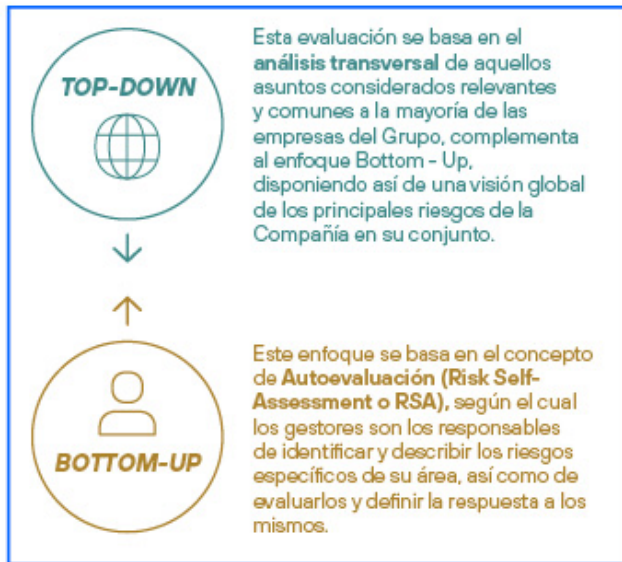 TOP-DOWN
Esta evaluación se basa en el
análisis transversal de aquellos
asuntos considerados relevantes
y comunes a la mayoría de las
empresas del Grupo, complementa
al enfoque Bottom - Up,
disponiendo así de una visión global
de los principales riesgos de la
Compañía en su conjunto.
BOTTOM-UP
Este enfoque se basa en el concepto
de Autoevaluación (Risk Self-
Assessment o RSA), según el cual
los gestores son los responsables
de identificar y describir los riesgos
específicos de su área, así como de
evaluarlos y definir la respuesta a los
mismos.